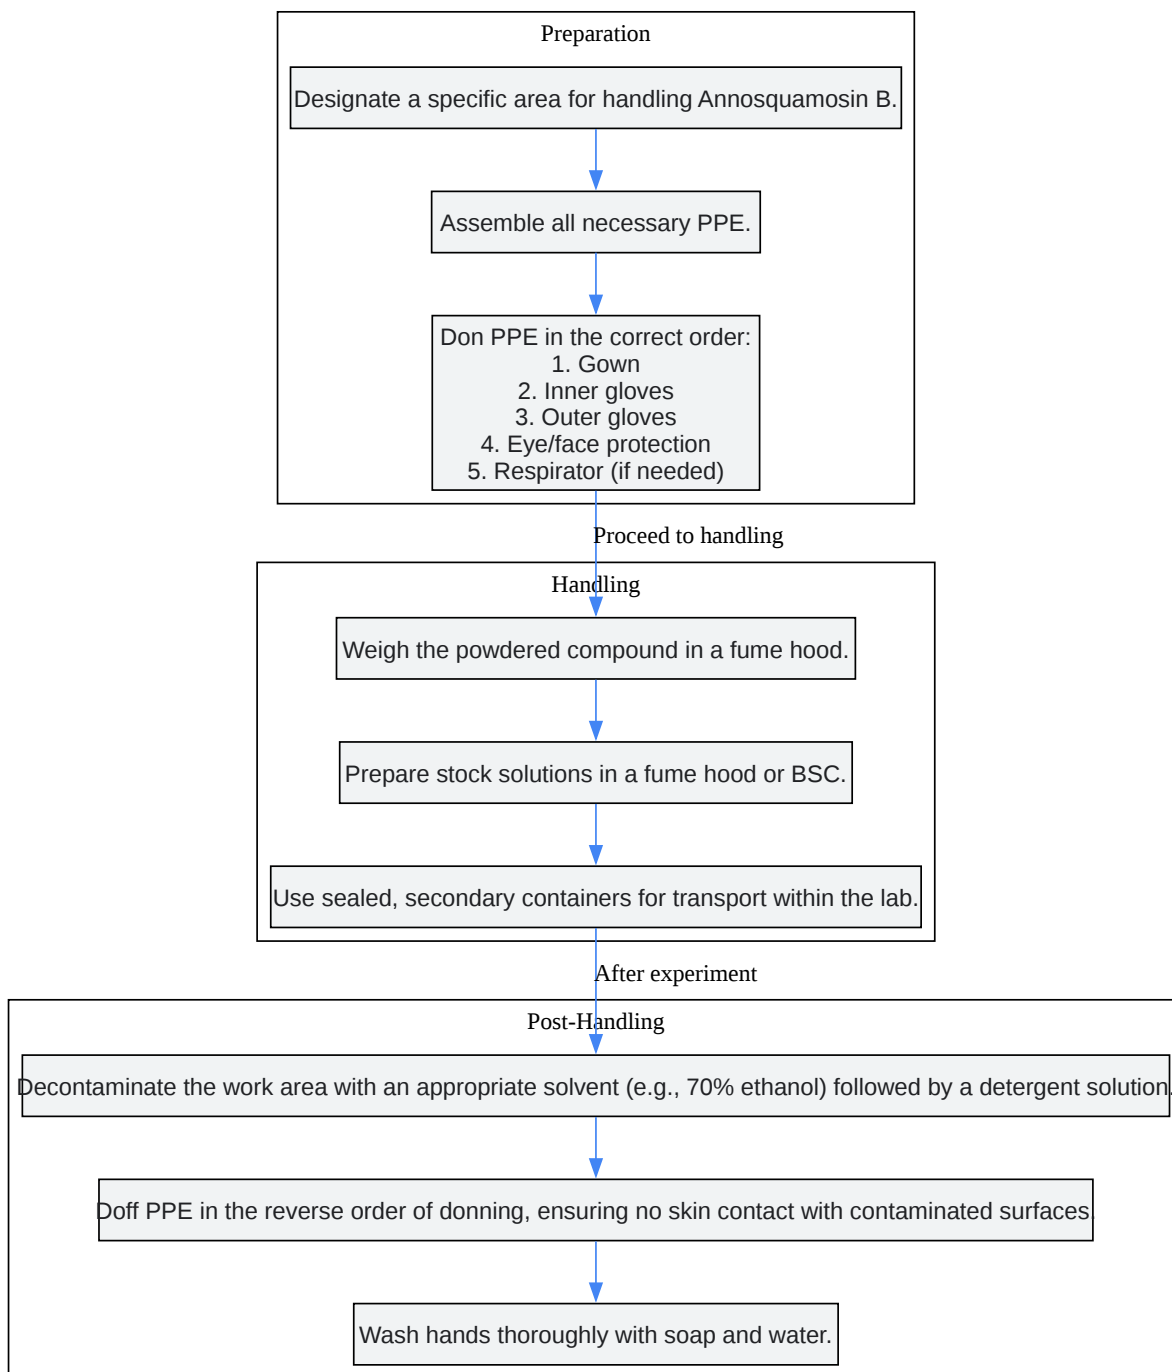 Preparation
Designate a specific area for handling Annosquamosin B.
Assemble all necessary PPE.
Don PPE in the correct order:
1. Gown
2. Inner gloves
3. Outer gloves
4. Eye/face protection
5. Respirator (if needed)
Proceed to handling
Handling
Weigh the powdered compound in a fume hood.
Prepare stock solutions in a fume hood or BSC.
Use sealed, secondary containers for transport within the lab.
After experiment
Post-Handling
Decontaminate the work area with an appropriate solvent (e.g., 70% ethanol) followed by a detergent solution.
Doff PPE in the reverse order of donning, ensuring no skin contact with contaminated surfaces.
Wash hands thoroughly with soap and water.